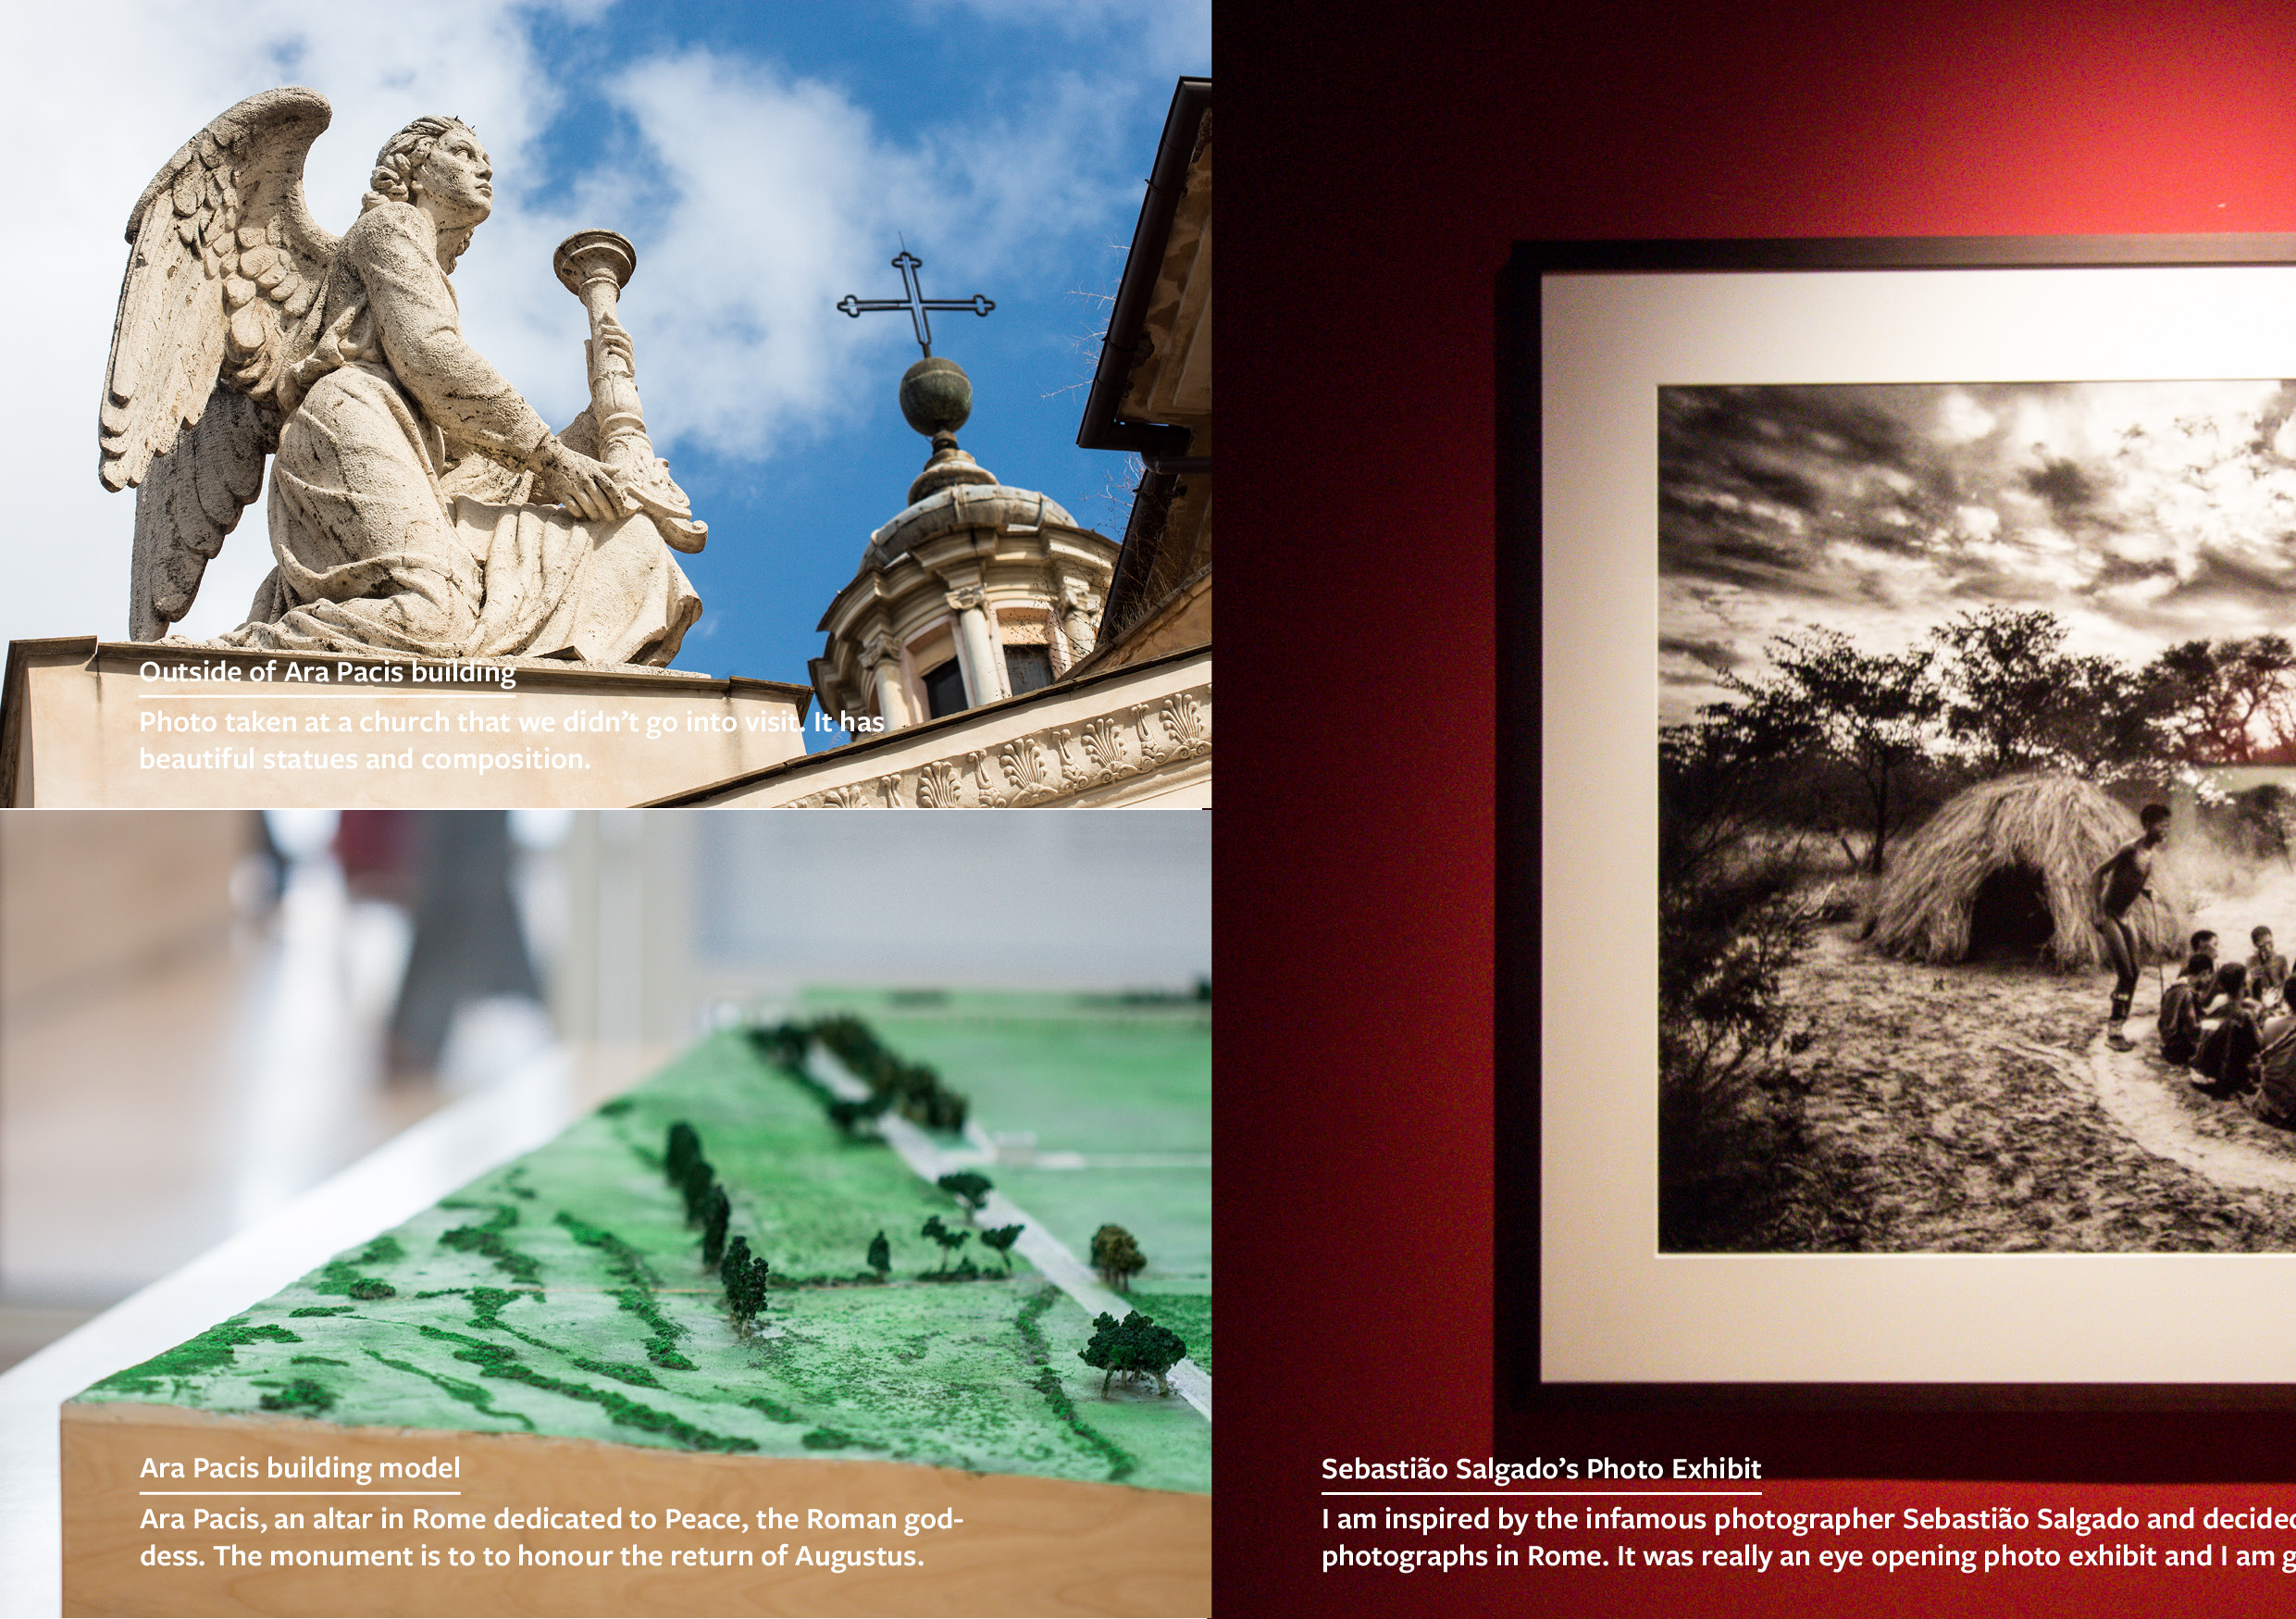 Outside of Ara Pacis building
Photo taken at a church that we didn’t go into visit. It has
beautiful statues and composition.
Ara Pacis building model
Ara Pacis, an altar in Rome dedicated to Peace, the Roman god-
dess. The monument is to to honour the return of Augustus.
Sebastião Salgado’s Photo Exhibit
I am inspired by the infamous photographer Sebastião Salgado and decided
photographs in Rome. It was really an eye opening photo exhibit and I am